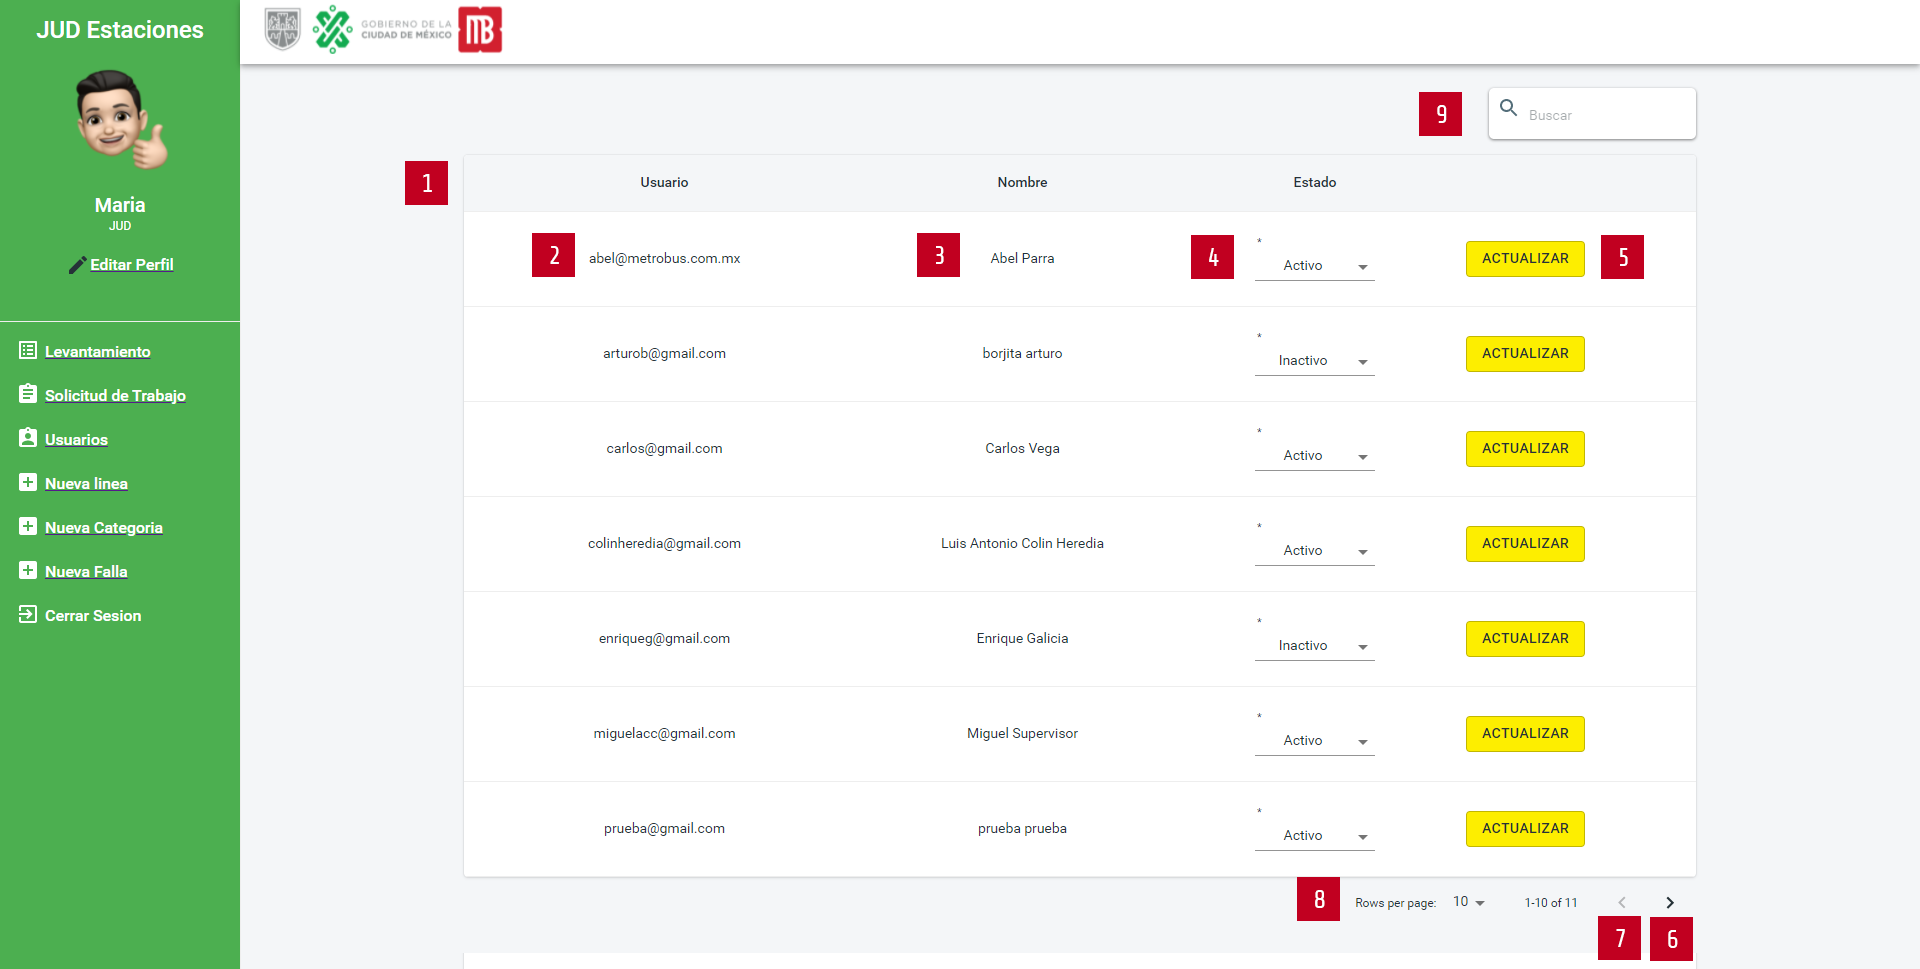 JUD Estaciones
Maria
JUD
Editar Perfil
Levantamiento
Solicitud de Trabajo
Usuarios
Nueva linea
Nueva Categoria
Nueva Falla
Cerrar Sesion
GOBIERNO DE LA
CIUDAD DE MÉXICO
MB
9
Buscar
1
Usuario Nombre Estado
2 abel@metrobus.com.mx 3 Abel Parra 4 * Activo ACTUALIZAR 5
arturob@gmail.com borjita arturo * Inactivo ACTUALIZAR
carlos@gmail.com Carlos Vega * Activo ACTUALIZAR
colinheredia@gmail.com Luis Antonio Colin Heredia * Activo ACTUALIZAR
enriqueg@gmail.com Enrique Galicia * Inactivo ACTUALIZAR
miguelacc@gmail.com Miguel Supervisor * Activo ACTUALIZAR
prueba@gmail.com prueba prueba * Activo ACTUALIZAR
8 Rows per page: 10 1-10 of 11
7 6